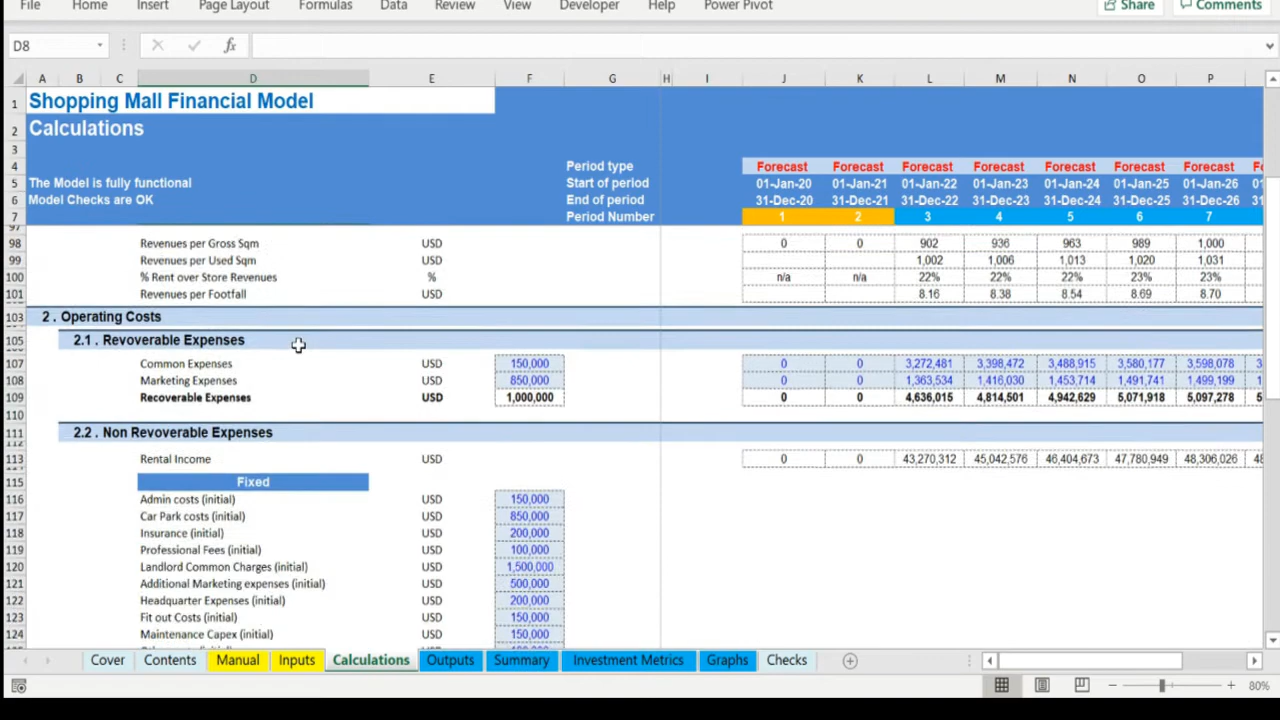 File Home Insert Page Layout Formulas Data Review View Developer Help Power Pivot Share Comments
D8 fx
A B C D E F G H I J K L M N O P
1 Shopping Mall Financial Model
2 Calculations
3
4 Period type Forecast Forecast Forecast Forecast Forecast Forecast Forecast
5 The Model is fully functional Start of period 01-Jan-20 01-Jan-21 01-Jan-22 01-Jan-23 01-Jan-24 01-Jan-25 01-Jan-26
6 Model Checks are OK End of period 31-Dec-20 31-Dec-21 31-Dec-22 31-Dec-23 31-Dec-24 31-Dec-25 31-Dec-26
7 Period Number 1 2 3 4 5 6 7
97
98 Revenues per Gross Sqm USD 0 0 902 936 963 989 1,000
99 Revenues per Used Sqm USD 1,002 1,006 1,013 1,020 1,031
100 % Rent over Store Revenues % n/a n/a 22% 22% 22% 23% 23%
101 Revenues per Footfall USD 8.16 8.38 8.54 8.69 8.70
103 2 . Operating Costs
105 2.1 . Revoverable Expenses
107 Common Expenses USD 150,000 0 0 3,272,481 3,398,472 3,488,915 3,580,177 3,598,078 3
108 Marketing Expenses USD 850,000 0 0 1,363,534 1,416,030 1,453,714 1,491,741 1,499,199 1
109 Recoverable Expenses USD 1,000,000 0 0 4,636,015 4,814,501 4,942,629 5,071,918 5,097,278 5
110
111 2.2 . Non Revoverable Expenses
112
113 Rental Income USD 0 0 43,270,312 45,042,576 46,404,673 47,780,949 48,306,026 48
115 Fixed
116 Admin costs (initial) USD 150,000
117 Car Park costs (initial) USD 850,000
118 Insurance (initial) USD 200,000
119 Professional Fees (initial) USD 100,000
120 Landlord Common Charges (initial) USD 1,500,000
121 Additional Marketing expenses (initial) USD 500,000
122 Headquarter Expenses (initial) USD 200,000
123 Fit out Costs (initial) USD 150,000
124 Maintenance Capex (initial) USD 150,000
Cover Contents Manual Inputs Calculations Outputs Summary Investment Metrics Graphs Checks
80%